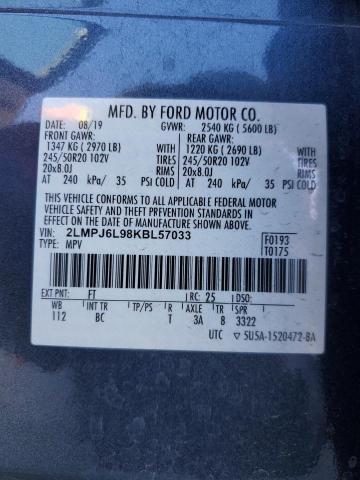 MFD. BY FORD MOTOR CO.
DATE: 08/19 GVWR: 2540 KG ( 5600 LB)
FRONT GAWR: REAR GAWR:
1347 KG ( 2970 LB) WITH 1220 KG ( 2690 LB) WITH
245/50R20 102V TIRES 245/50R20 102V TIRES
20x8.0J RIMS 20x8.0J RIMS
AT 240 kPa/ 35 PSI COLD AT 240 kPa/ 35 PSI COLD
THIS VEHICLE CONFORMS TO ALL APPLICABLE FEDERAL MOTOR
VEHICLE SAFETY AND THEFT PREVENTION STANDARDS IN EFFECT
ON THE DATE OF MANUFACTURE SHOWN ABOVE.
VIN: 2LMPJ6L98KBL57033 F0193
TYPE: MPV T0175
EXT PNT: FT RC: 25 DSO:
WB INT TR TP/PS R AXLE TR SPR
112 BC T 3A 8 3322
UTC 5U5A-1520472-BA